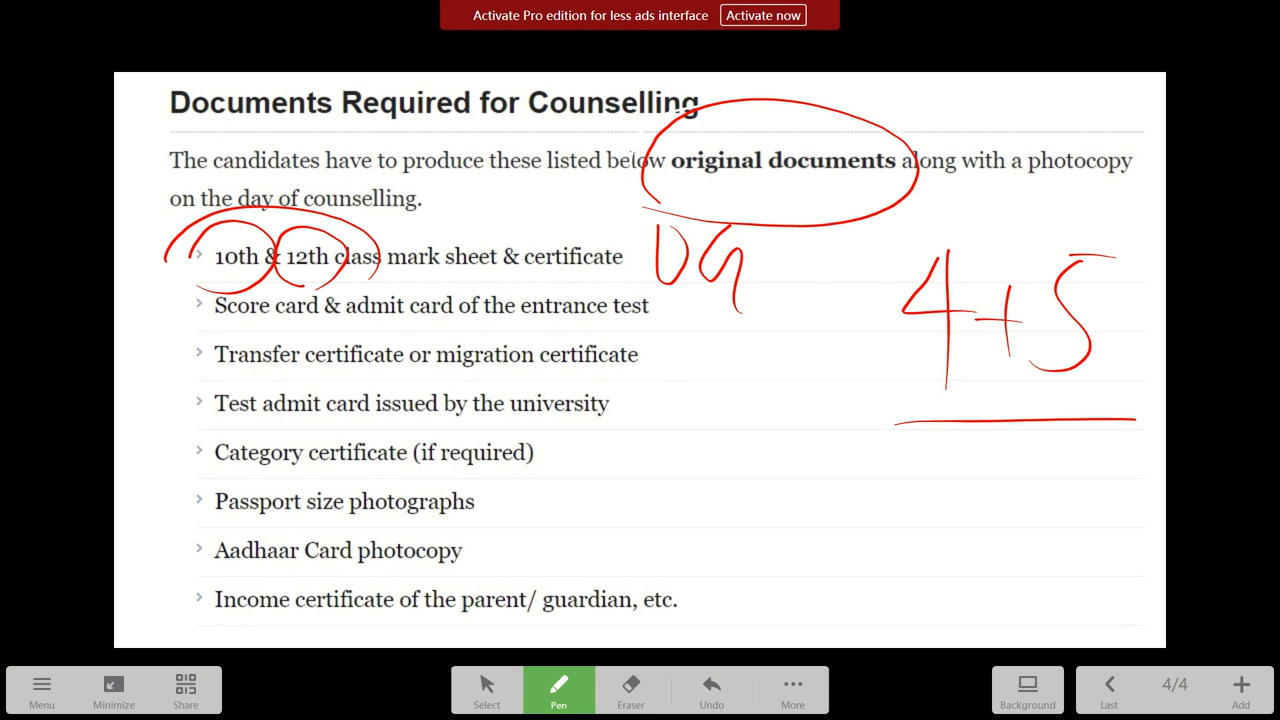 Activate Pro edition for less ads interface Activate now
Documents Required for Counselling
The candidates have to produce these listed below original documents along with a photocopy
on the day of counselling.
10th & 12th class mark sheet & certificate
4+5
Score card & admit card of the entrance test
Transfer certificate or migration certificate
Test admit card issued by the university
Category certificate (if required)
Passport size photographs
Aadhaar Card photocopy
Income certificate of the parent/ guardian, etc.
Menu Minimize Share Select Pen Eraser Undo More Background Last 4/4 Add